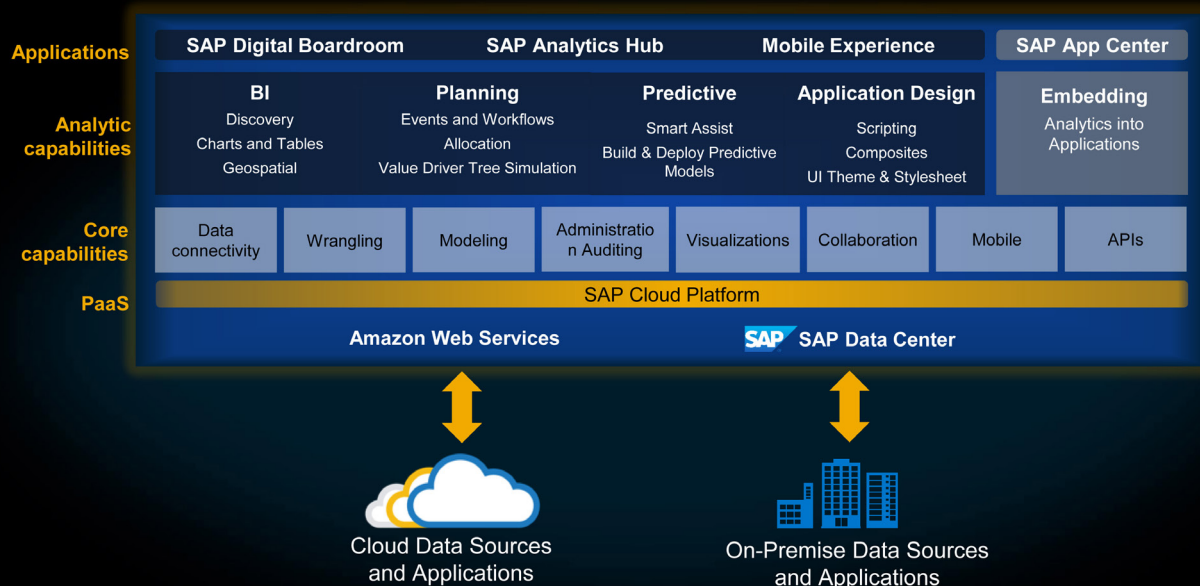 Applications
SAP Digital Boardroom
SAP Analytics Hub
Mobile Experience
SAP App Center
Analytic
capabilities
BI
Discovery
Charts and Tables
Geospatial
Planning
Events and Workflows
Allocation
Value Driver Tree Simulation
Predictive
Smart Assist
Build & Deploy Predictive
Models
Application Design
Scripting
Composites
UI Theme & Stylesheet
Embedding
Analytics into
Applications
Core
capabilities
Data
connectivity
Wrangling
Modeling
Administratio
n Auditing
Visualizations
Collaboration
Mobile
APIs
PaaS
SAP Cloud Platform
Amazon Web Services
SAP
SAP Data Center
Cloud Data Sources
and Applications
On-Premise Data Sources
and Applications